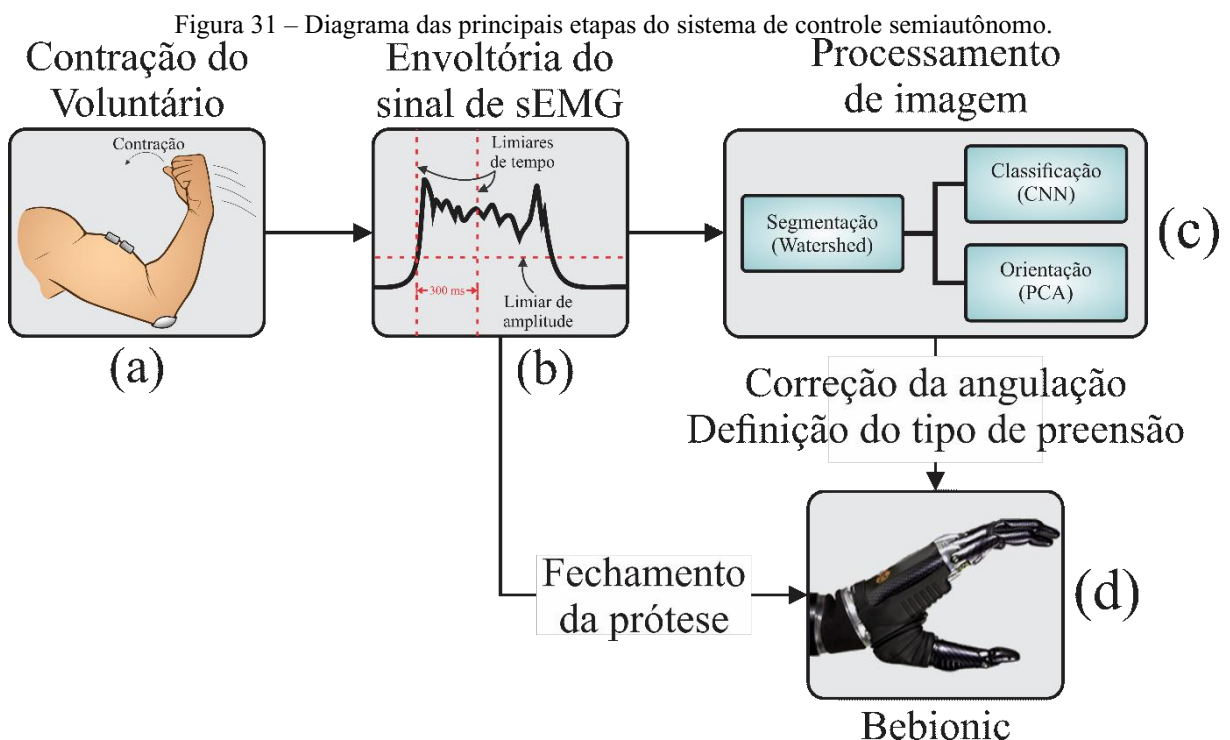 Figura 31 – Diagrama das principais etapas do sistema de controle semiautônomo.
Contração do
Voluntário
Contração
(a)
Envoltória do
sinal de sEMG
Limiares
de tempo
300 ms
Limiar de
amplitude
(b)
Processamento
de imagem
Segmentação
(Watershed)
Classificação
(CNN)
Orientação
(PCA)
(c)
Correção da angulação
Definição do tipo de preensão
Fechamento
da prótese
(d)
Bebionic